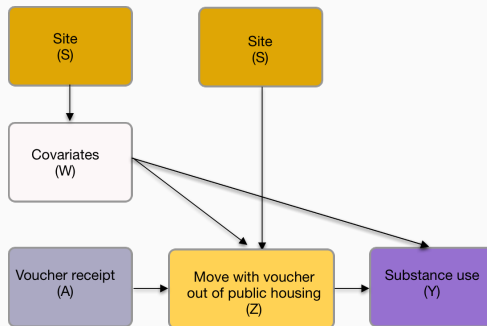 Site
(S)
Site
(S)
Covariates
(W)
Voucher receipt
(A)
Move with voucher
out of public housing
(Z)
Substance use
(Y)